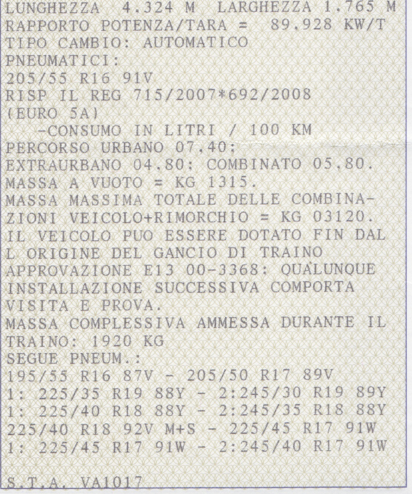 LUNGHEZZA 4.324 M LARGHEZZA 1.765 M
RAPPORTO POTENZA/TARA = 89,928 KW/T
TIPO CAMBIO: AUTOMATICO
PNEUMATICI:
205/55 R16 91V
RISP IL REG 715/2007*692/2008
(EURO 5A)
-CONSUMO IN LITRI / 100 KM
PERCORSO URBANO 07.40;
EXTRAURBANO 04.80; COMBINATO 05.80.
MASSA A VUOTO = KG 1315.
MASSA MASSIMA TOTALE DELLE COMBINA-
ZIONI VEICOLO+RIMORCHIO = KG 03120.
IL VEICOLO PUO ESSERE DOTATO FIN DAL
L ORIGINE DEL GANCIO DI TRAINO
APPROVAZIONE E13 00-3368: QUALUNQUE
INSTALLAZIONE SUCCESSIVA COMPORTA
VISITA E PROVA.
MASSA COMPLESSIVA AMMESSA DURANTE IL
TRAINO: 1920 KG
SEGUE PNEUM.:
195/55 R16 87V - 205/50 R17 89V
1: 225/35 R19 88Y - 2:245/30 R19 89Y
1: 225/40 R18 88Y - 2:245/35 R18 88Y
225/40 R18 92V M+S - 225/45 R17 91W
1: 225/45 R17 91W - 2:245/40 R17 91W
S.T.A. VA1017